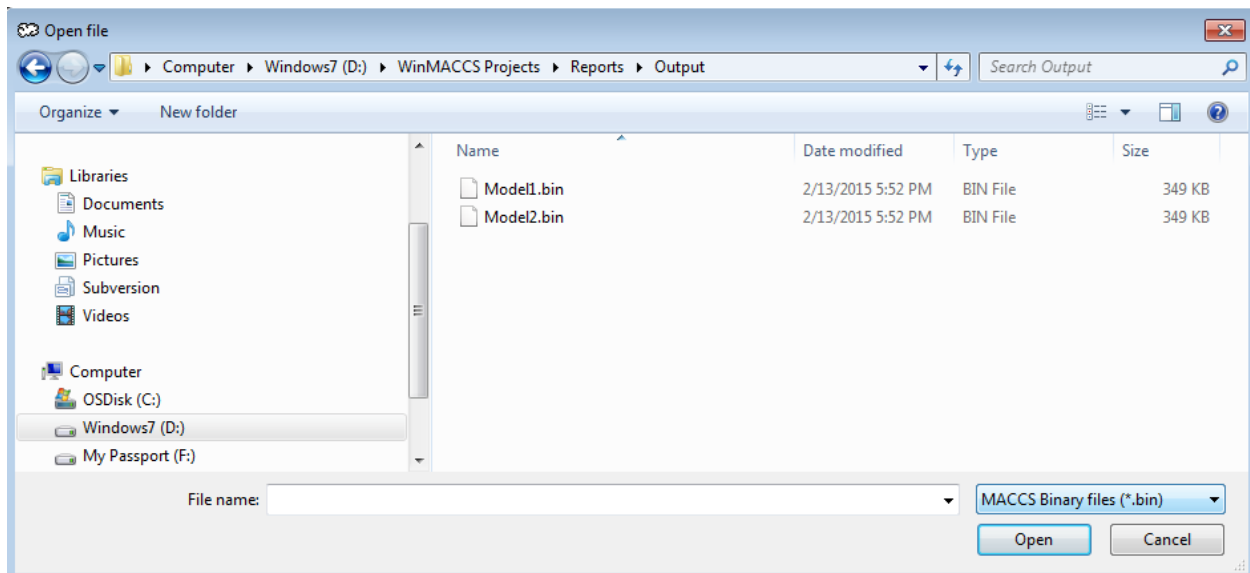 Open file
Computer Windows7 (D:) WinMACCS Projects Reports Output Search Output
Organize New folder
Name Date modified Type Size
Libraries
Documents
Music
Pictures
Subversion
Videos
Computer
OSDisk (C:)
Windows7 (D:)
My Passport (F:)
Model1.bin 2/13/2015 5:52 PM BIN File 349 KB
Model2.bin 2/13/2015 5:52 PM BIN File 349 KB
File name: MACCS Binary files (*.bin)
Open Cancel